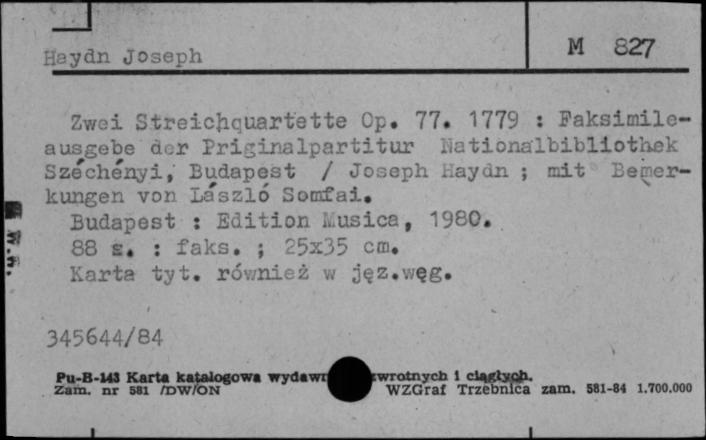 Haydn Joseph
M 827
Zwei Streichquartette Op. 77. 1779 : Faksimile-
ausgebe der Priginalpartitur Nationalbibliothek
Széchényi, Budapest / Joseph Haydn ; mit Bemer-
kungen von László Somfai.
Budapest : Edition Musica, 1980.
88 s. : faks. ; 25x35 cm.
Karta tyt. również w jęz.węg.
345644/84
Pu-B-143 Karta katalogowa wydawn zwrotnych i ciągłych.
Zam. nr 581 /DW/ON WZGraf Trzebnica zam. 581-84 1.700.000